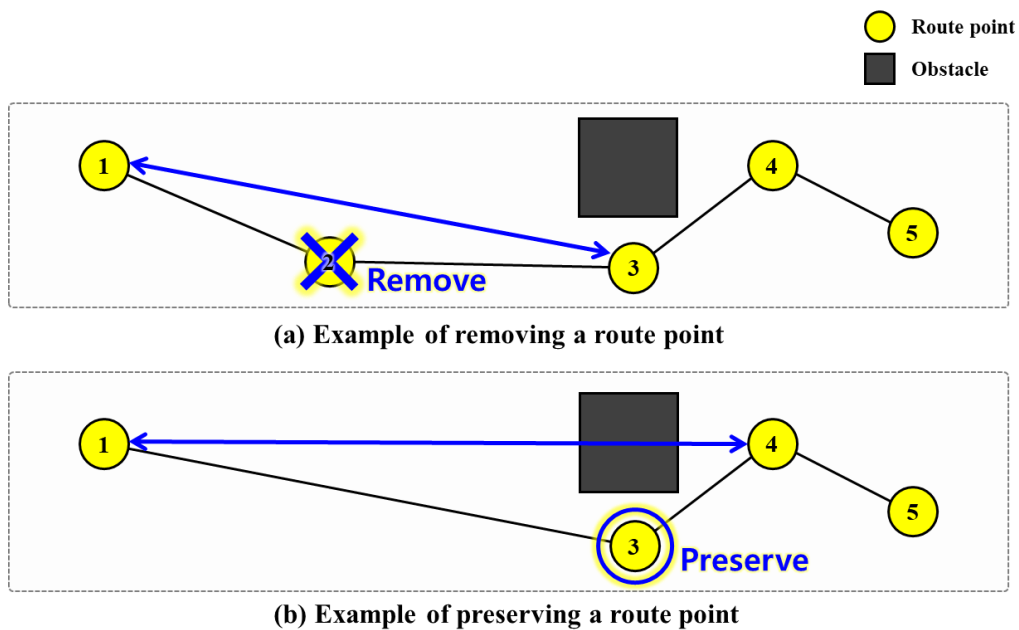 Route point
Obstacle
1
2
3
4
5
Remove
(a) Example of removing a route point
1
3
4
5
Preserve
(b) Example of preserving a route point